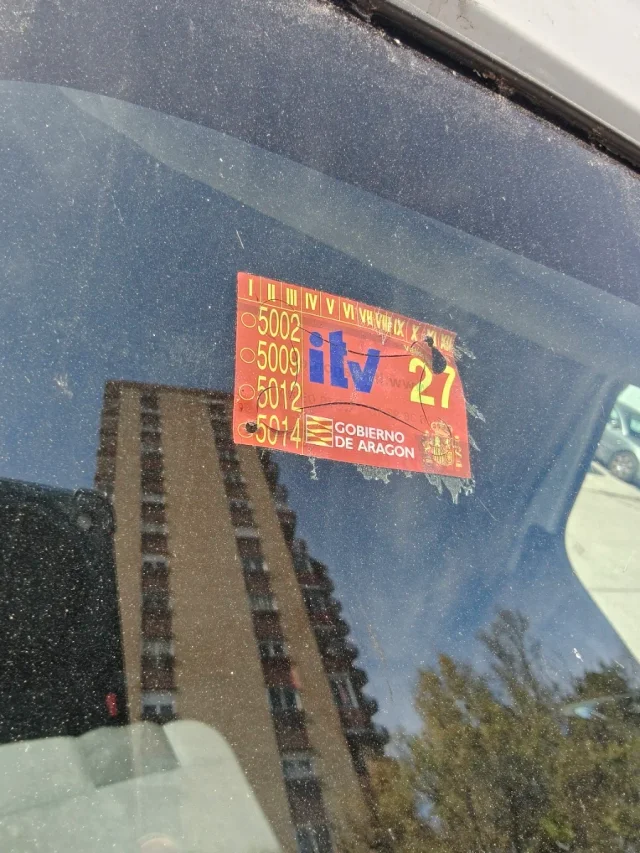 I II III IV V VI VII VIII IX X XI XII
5002
5009
5012
5014
itv
27
GOBIERNO
DE ARAGON